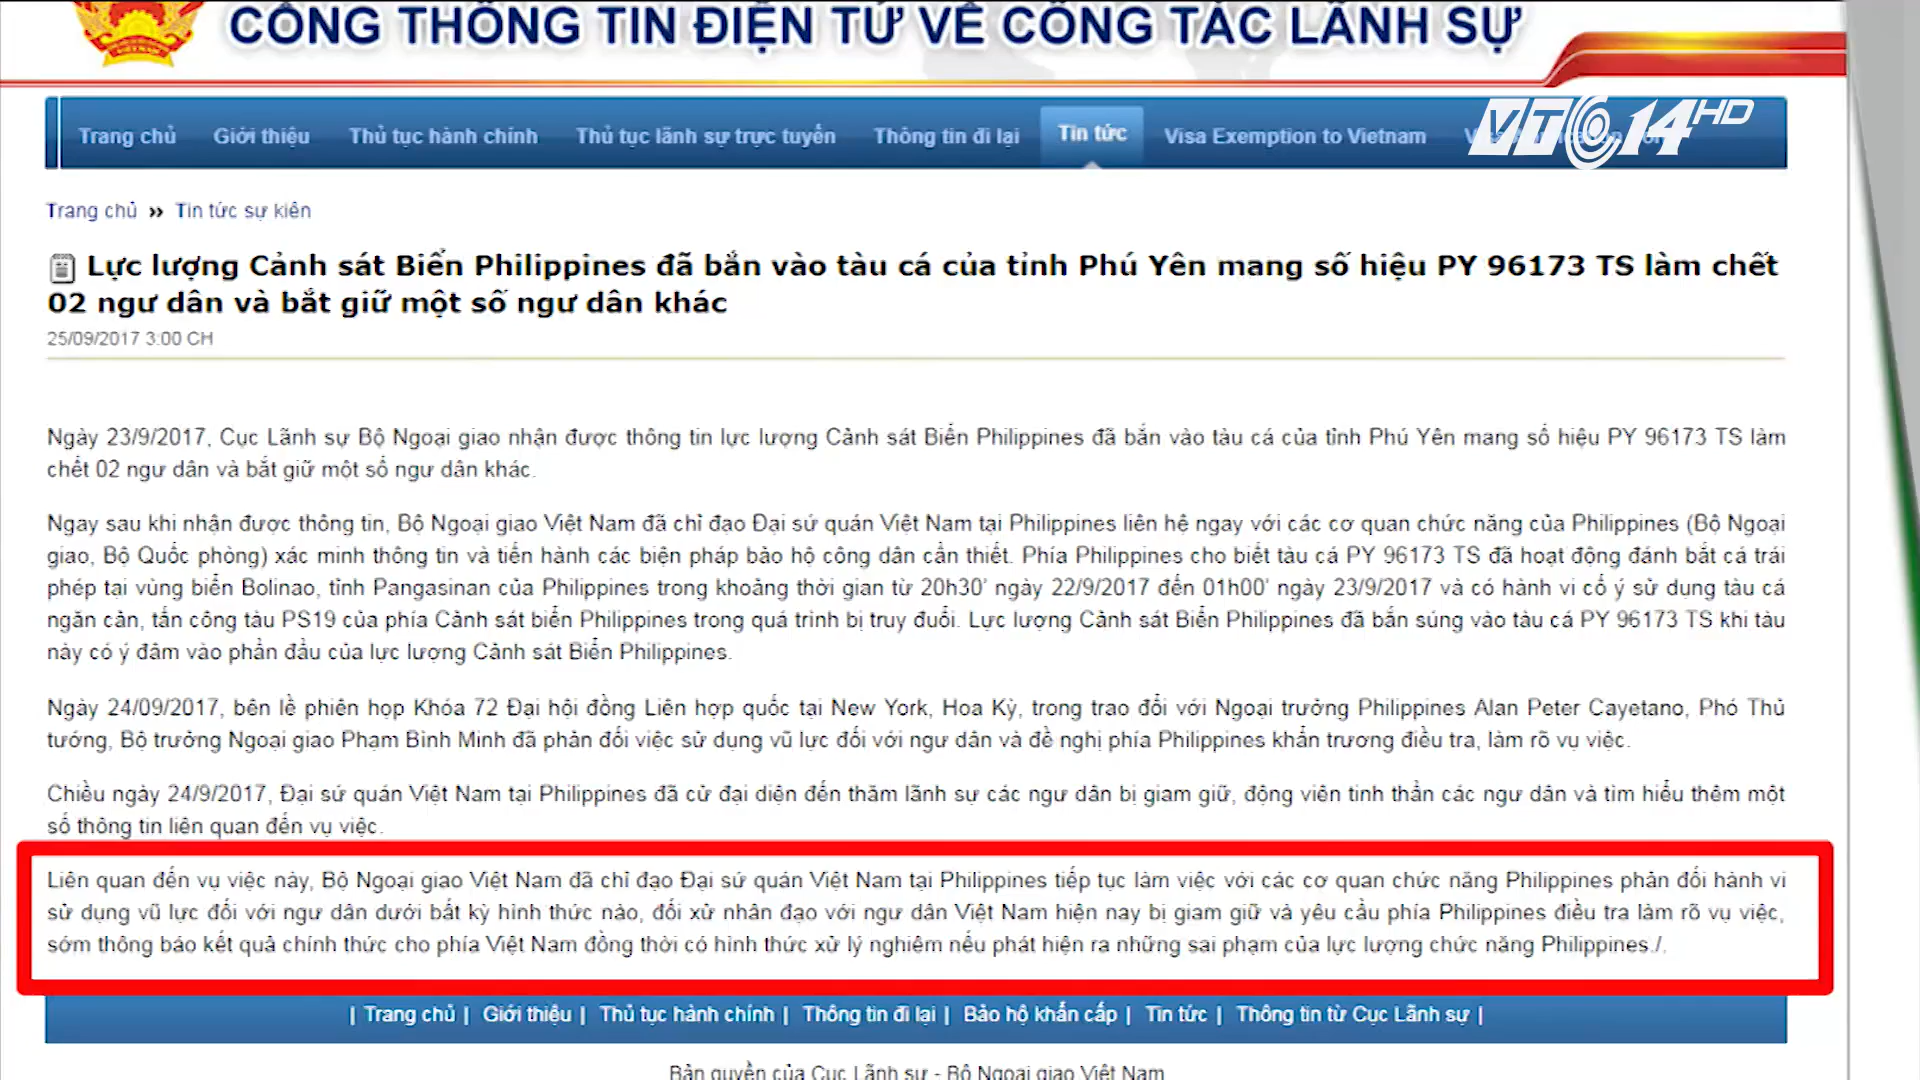 CỔNG THÔNG TIN ĐIỆN TỬ VỀ CÔNG TÁC LÃNH SỰ
VTC14HD
Trang chủ Giới thiệu Thủ tục hành chính Thủ tục lãnh sự trực tuyến Thông tin đi lại Tin tức Visa Exemption to Vietnam
Trang chủ » Tin tức sự kiên
Lực lượng Cảnh sát Biển Philippines đã bắn vào tàu cá của tỉnh Phú Yên mang số hiệu PY 96173 TS làm chết
02 ngư dân và bắt giữ một số ngư dân khác
25/09/2017 3:00 CH
Ngày 23/9/2017, Cục Lãnh sự Bộ Ngoại giao nhận được thông tin lực lượng Cảnh sát Biển Philippines đã bắn vào tàu cá của tỉnh Phú Yên mang số hiệu PY 96173 TS làm
chết 02 ngư dân và bắt giữ một số ngư dân khác.
Ngay sau khi nhận được thông tin, Bộ Ngoại giao Việt Nam đã chỉ đạo Đại sứ quán Việt Nam tại Philippines liên hệ ngay với các cơ quan chức năng của Philippines (Bộ Ngoại
giao, Bộ Quốc phòng) xác minh thông tin và tiến hành các biện pháp bảo hộ công dân cần thiết. Phía Philippines cho biết tàu cá PY 96173 TS đã hoạt động đánh bắt cá trái
phép tại vùng biển Bolinao, tỉnh Pangasinan của Philippines trong khoảng thời gian từ 20h30' ngày 22/9/2017 đến 01h00' ngày 23/9/2017 và có hành vi cố ý sử dụng tàu cá
ngăn cản, tấn công tàu PS19 của phía Cảnh sát biển Philippines trong quá trình bị truy đuổi. Lực lượng Cảnh sát Biển Philippines đã bắn súng vào tàu cá PY 96173 TS khi tàu
này có ý đâm vào phần đầu của lực lượng Cảnh sát Biển Philippines.
Ngày 24/09/2017, bên lề phiên họp Khóa 72 Đại hội đồng Liên hợp quốc tại New York, Hoa Kỳ, trong trao đổi với Ngoại trưởng Philippines Alan Peter Cayetano, Phó Thủ
tướng, Bộ trưởng Ngoại giao Phạm Bình Minh đã phản đối việc sử dụng vũ lực đối với ngư dân và đề nghị phía Philippines khẩn trương điều tra, làm rõ vụ việc.
Chiều ngày 24/9/2017, Đại sứ quán Việt Nam tại Philippines đã cử đại diện đến thăm lãnh sự các ngư dân bị giam giữ, động viên tinh thần các ngư dân và tìm hiểu thêm một
số thông tin liên quan đến vụ việc.
Liên quan đến vụ việc này, Bộ Ngoại giao Việt Nam đã chỉ đạo Đại sứ quán Việt Nam tại Philippines tiếp tục làm việc với các cơ quan chức năng Philippines phản đối hành vi
sử dụng vũ lực đối với ngư dân dưới bất kỳ hình thức nào, đối xử nhân đạo với ngư dân Việt Nam hiện nay bị giam giữ và yêu cầu phía Philippines điều tra làm rõ vụ việc,
sớm thông báo kết quả chính thức cho phía Việt Nam đồng thời có hình thức xử lý nghiêm nếu phát hiện ra những sai phạm của lực lượng chức năng Philippines./.
| Trang chủ | Giới thiệu | Thủ tục hành chính | Thông tin đi lại | Bảo hộ khẩn cấp | Tin tức | Thông tin từ Cục Lãnh sự |
Bản quyền của Cục Lãnh sự - Bộ Ngoại giao Việt Nam